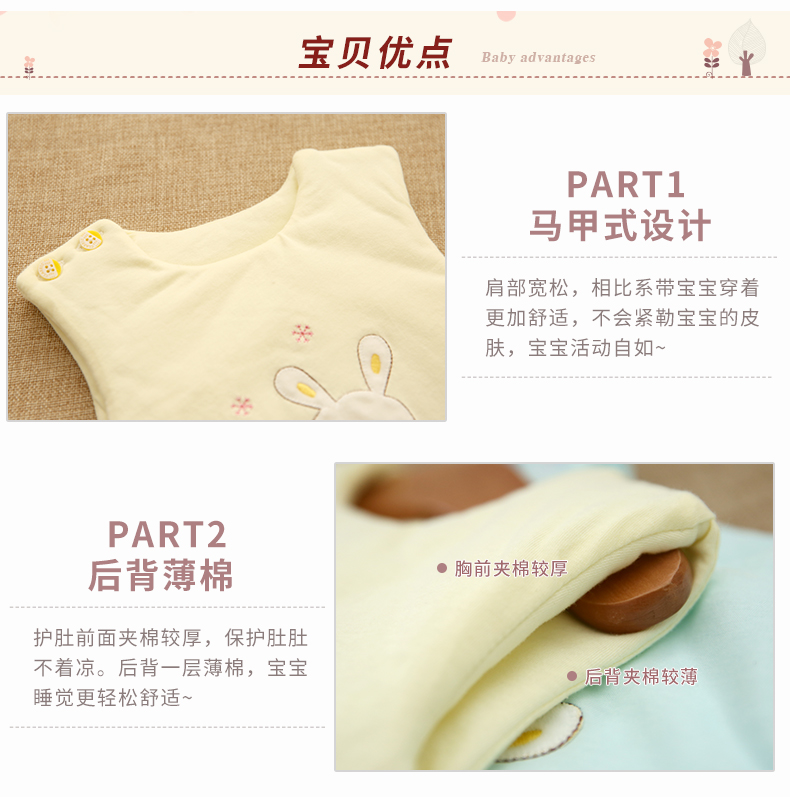 宝贝优点
Baby advantages
PART1
马甲式设计
肩部宽松，相比系带宝宝穿着
更加舒适，不会紧勒宝宝的皮
肤，宝宝活动自如~
PART2
后背薄棉
护肚前面夹棉较厚，保护肚肚
不着凉。后背一层薄棉，宝宝
睡觉更轻松舒适~
胸前夹棉较厚
后背夹棉较薄